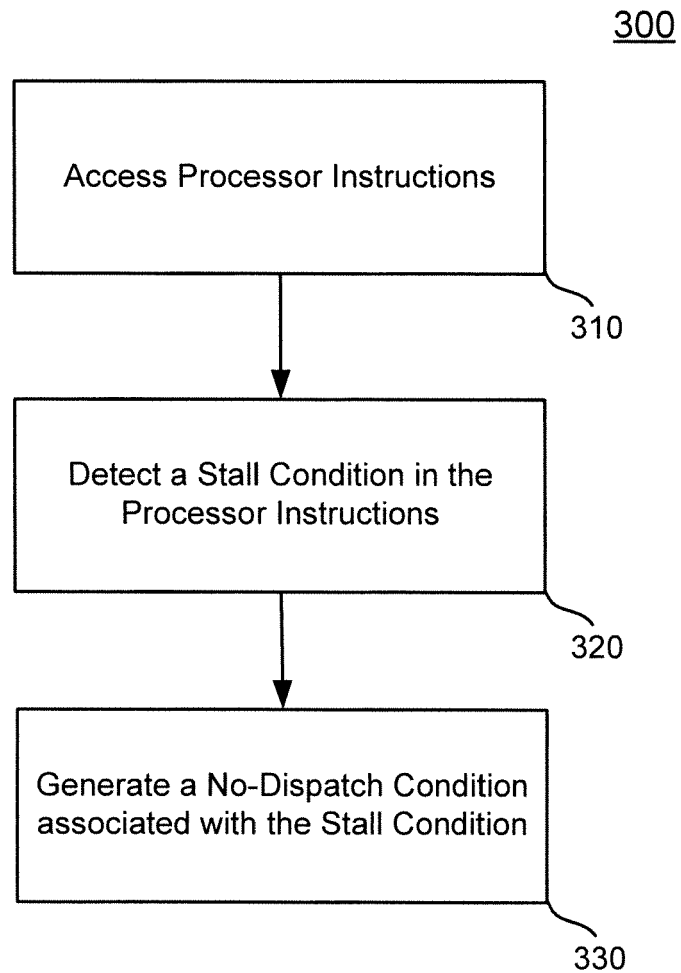 300
Access Processor Instructions
310
Detect a Stall Condition in the
Processor Instructions
320
Generate a No-Dispatch Condition
associated with the Stall Condition
330